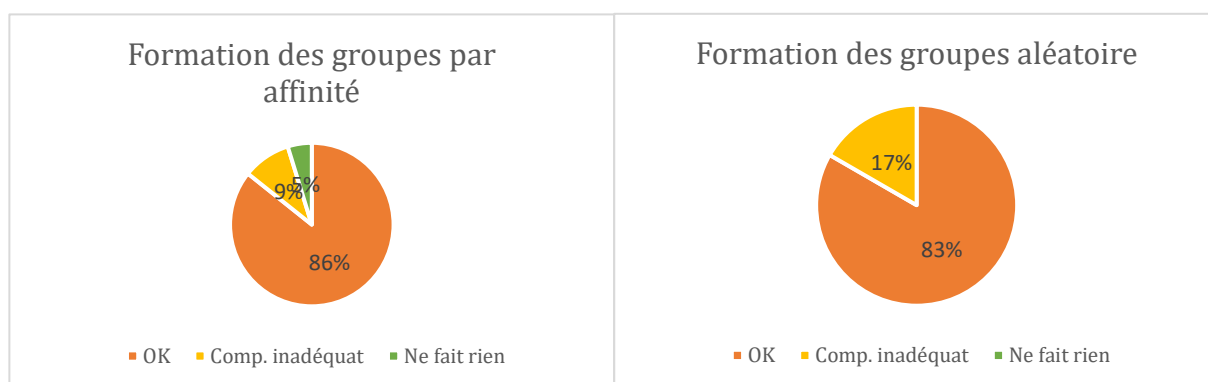 Formation des groupes par
affinité
5%
9%
86%
OK Comp. inadéquat Ne fait rien
Formation des groupes aléatoire
17%
83%
OK Comp. inadéquat Ne fait rien